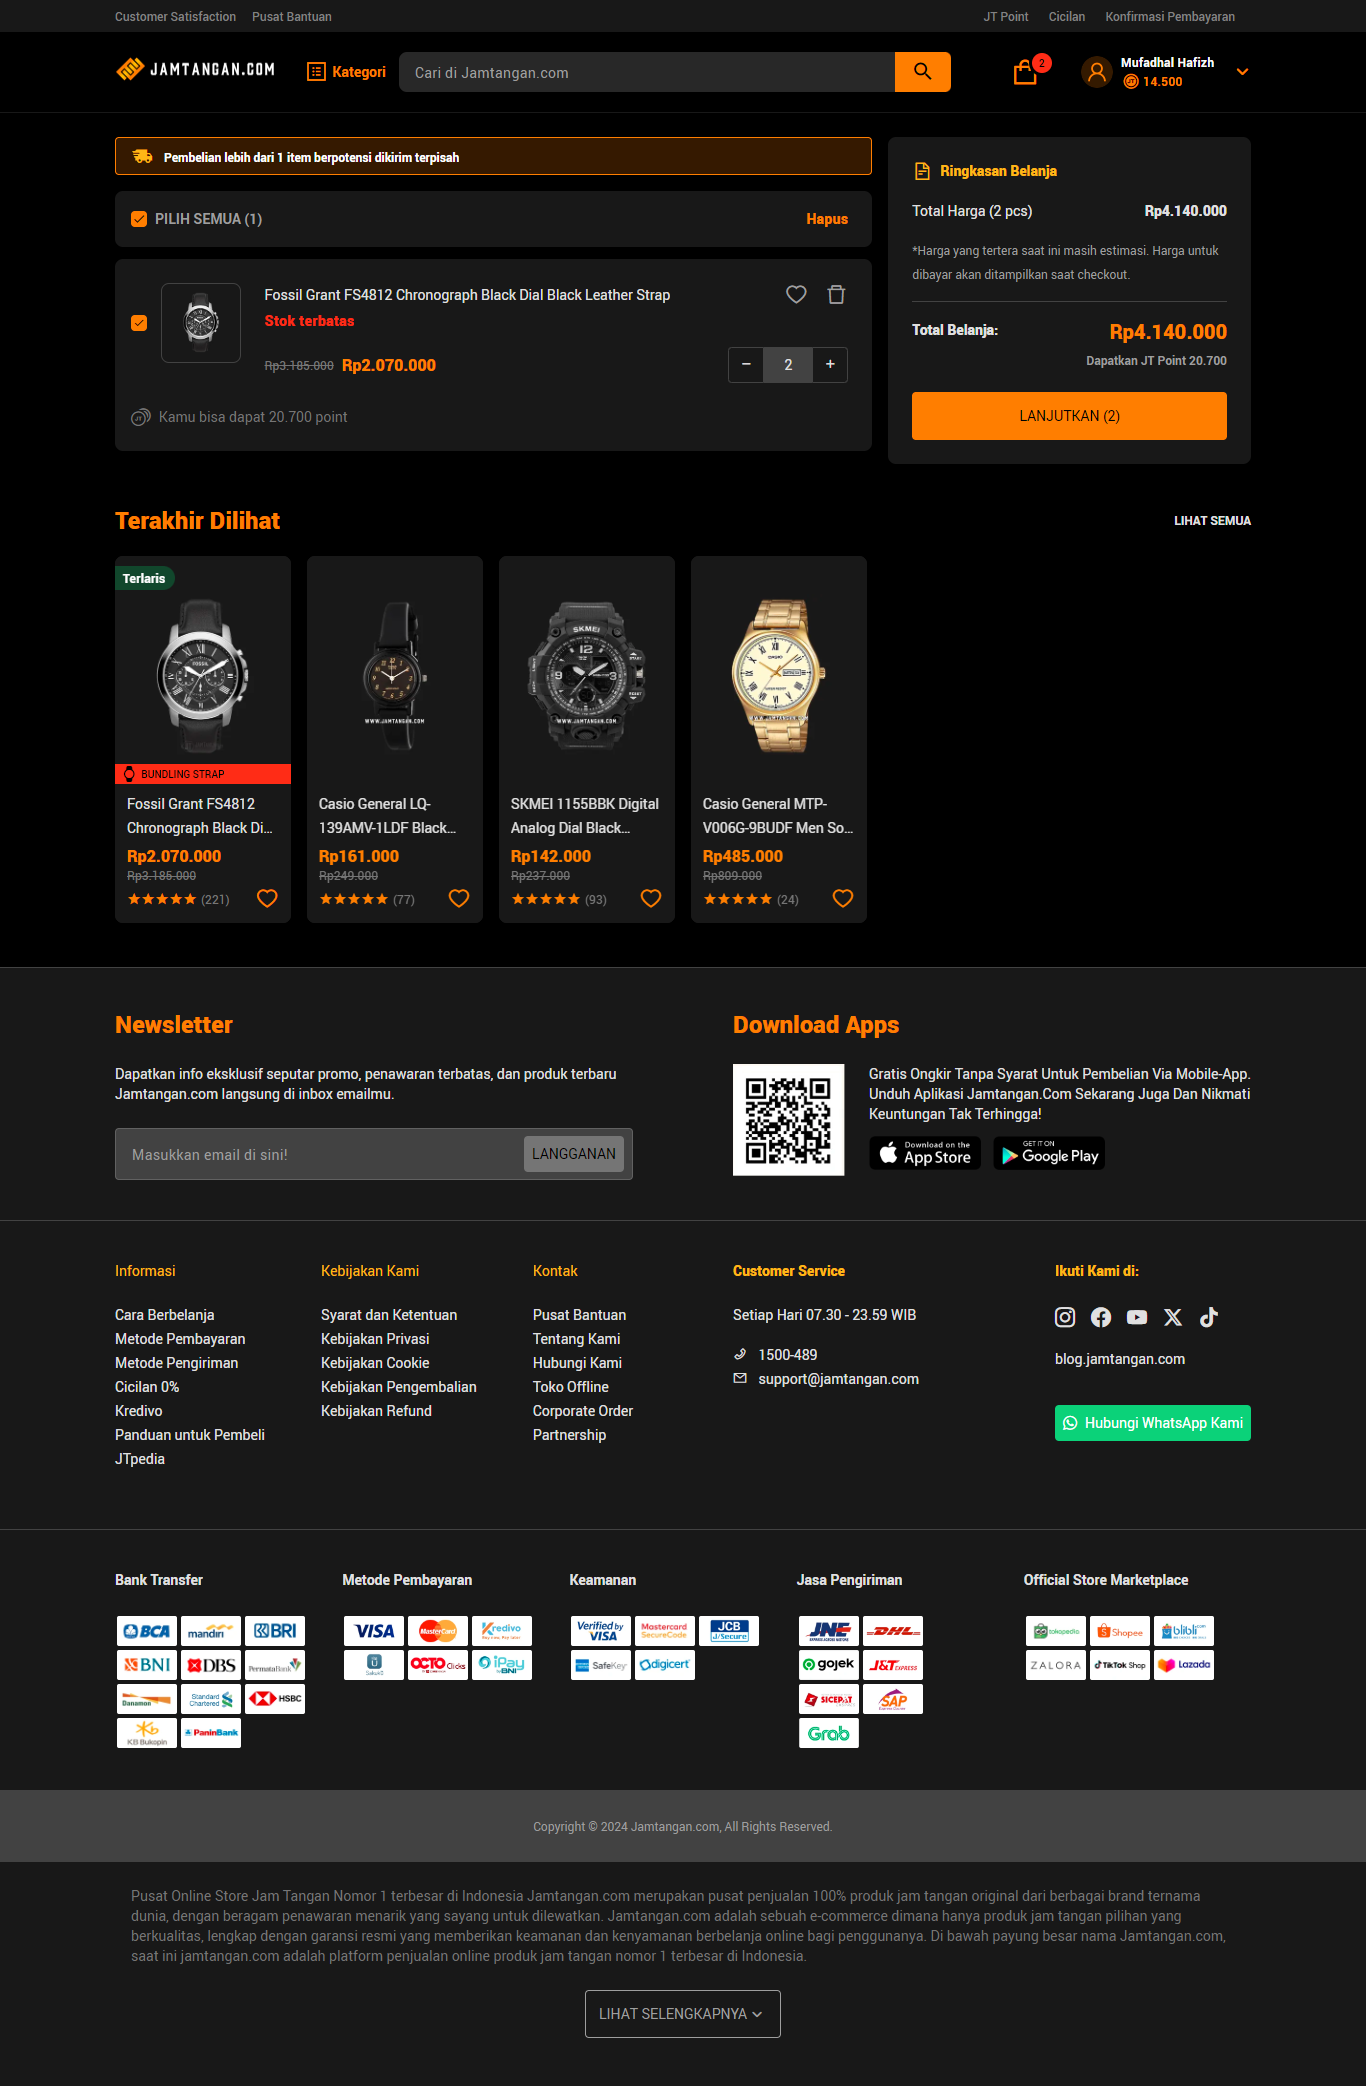 Customer Satisfaction Pusat Bantuan JT Point Cicilan Konfirmasi Pembayaran
JAMTANGAN.COM Kategori Cari di Jamtangan.com 2 Mufadhal Hafizh
14.500
Pembelian lebih dari 1 item berpotensi dikirim terpisah
PILIH SEMUA (1) Hapus
Fossil Grant FS4812 Chronograph Black Dial Black Leather Strap
Stok terbatas
Rp3.185.000 Rp2.070.000 − 2 +
Kamu bisa dapat 20.700 point
Ringkasan Belanja
Total Harga (2 pcs) Rp4.140.000
*Harga yang tertera saat ini masih estimasi. Harga untuk
dibayar akan ditampilkan saat checkout.
Total Belanja: Rp4.140.000
Dapatkan JT Point 20.700
LANJUTKAN (2)
Terakhir Dilihat LIHAT SEMUA
Terlaris
FOSSIL
BUNDLING STRAP
Fossil Grant FS4812
Chronograph Black Di...
Rp2.070.000
Rp3.185.000
(221)
WWW.JAMTANGAN.COM
Casio General LQ-
139AMV-1LDF Black...
Rp161.000
Rp249.000
(77)
SKMEI
WWW.JAMTANGAN.COM
SKMEI 1155BBK Digital
Analog Dial Black...
Rp142.000
Rp237.000
(93)
CASIO
WWW.JAMTANGAN.COM
Casio General MTP-
V006G-9BUDF Men So...
Rp485.000
Rp809.000
(24)
Newsletter
Dapatkan info eksklusif seputar promo, penawaran terbatas, dan produk terbaru
Jamtangan.com langsung di inbox emailmu.
Masukkan email di sini! LANGGANAN
Download Apps
Gratis Ongkir Tanpa Syarat Untuk Pembelian Via Mobile-App.
Unduh Aplikasi Jamtangan.Com Sekarang Juga Dan Nikmati
Keuntungan Tak Terhingga!
Download on the App Store GET IT ON Google Play
Informasi
Cara Berbelanja
Metode Pembayaran
Metode Pengiriman
Cicilan 0%
Kredivo
Panduan untuk Pembeli
JTpedia
Kebijakan Kami
Syarat dan Ketentuan
Kebijakan Privasi
Kebijakan Cookie
Kebijakan Pengembalian
Kebijakan Refund
Kontak
Pusat Bantuan
Tentang Kami
Hubungi Kami
Toko Offline
Corporate Order
Partnership
Customer Service
Setiap Hari 07.30 - 23.59 WIB
1500-489
support@jamtangan.com
Ikuti Kami di:
blog.jamtangan.com
Hubungi WhatsApp Kami
Bank Transfer
BCA mandiri BRI
BNI DBS PermataBank
Danamon Standard Chartered HSBC
KB Bukopin PaninBank
Metode Pembayaran
VISA MasterCard Kredivo
OCTO Clicks iPay BNI
Keamanan
Verified by VISA Mastercard SecureCode JCB J/Secure
SafeKey digicert
Jasa Pengiriman
JNE DHL
gojek J&T EXPRESS
SICEPAT SAP
Grab
Official Store Marketplace
tokopedia Shopee blibli.com
ZALORA TikTok Shop Lazada
Copyright © 2024 Jamtangan.com, All Rights Reserved.
Pusat Online Store Jam Tangan Nomor 1 terbesar di Indonesia Jamtangan.com merupakan pusat penjualan 100% produk jam tangan original dari berbagai brand ternama
dunia, dengan beragam penawaran menarik yang sayang untuk dilewatkan. Jamtangan.com adalah sebuah e-commerce dimana hanya produk jam tangan pilihan yang
berkualitas, lengkap dengan garansi resmi yang memberikan keamanan dan kenyamanan berbelanja online bagi penggunanya. Di bawah payung besar nama Jamtangan.com,
saat ini jamtangan.com adalah platform penjualan online produk jam tangan nomor 1 terbesar di Indonesia.
LIHAT SELENGKAPNYA